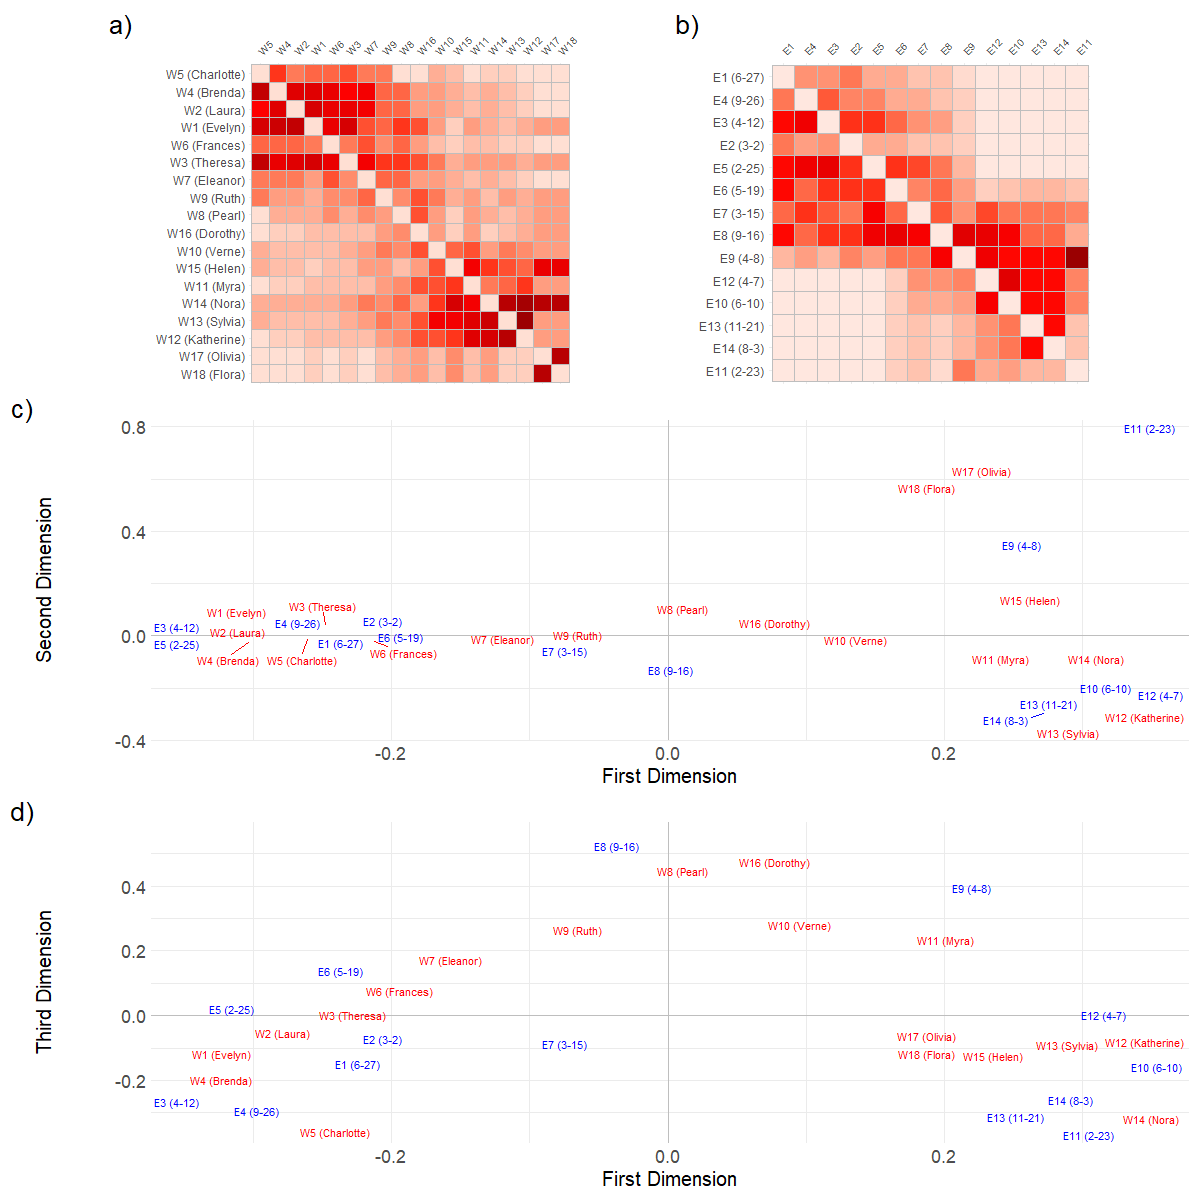 a)
W5 W4 W2 W1 W6 W3 W7 W9 W8 W16 W10 W15 W11 W14 W13 W12 W17 W18
W5 (Charlotte)
W4 (Brenda)
W2 (Laura)
W1 (Evelyn)
W6 (Frances)
W3 (Theresa)
W7 (Eleanor)
W9 (Ruth)
W8 (Pearl)
W16 (Dorothy)
W10 (Verne)
W15 (Helen)
W11 (Myra)
W14 (Nora)
W13 (Sylvia)
W12 (Katherine)
W17 (Olivia)
W18 (Flora)
b)
E1 E4 E3 E2 E5 E6 E7 E8 E9 E12 E10 E13 E14 E11
E1 (6-27)
E4 (9-26)
E3 (4-12)
E2 (3-2)
E5 (2-25)
E6 (5-19)
E7 (3-15)
E8 (9-16)
E9 (4-8)
E12 (4-7)
E10 (6-10)
E13 (11-21)
E14 (8-3)
E11 (2-23)
c)
Second Dimension
0.8
0.4
0.0
-0.4
E11 (2-23)
W17 (Olivia)
W18 (Flora)
E9 (4-8)
W15 (Helen)
W1 (Evelyn)
W3 (Theresa)
W8 (Pearl)
E3 (4-12)
E4 (9-26)
E2 (3-2)
W16 (Dorothy)
W2 (Laura)
E6 (5-19)
W9 (Ruth)
E5 (2-25)
E1 (6-27)
W7 (Eleanor)
W10 (Verne)
W4 (Brenda)
W5 (Charlotte)
W6 (Frances)
E7 (3-15)
W11 (Myra)
W14 (Nora)
E8 (9-16)
E10 (6-10)
E12 (4-7)
E13 (11-21)
E14 (8-3)
W12 (Katherine)
W13 (Sylvia)
-0.2 0.0 0.2
First Dimension
d)
Third Dimension
0.4
0.2
0.0
-0.2
E8 (9-16)
W16 (Dorothy)
W8 (Pearl)
E9 (4-8)
W9 (Ruth)
W10 (Verne)
W11 (Myra)
W7 (Eleanor)
E6 (5-19)
W6 (Frances)
E5 (2-25)
W3 (Theresa)
E12 (4-7)
W2 (Laura)
E2 (3-2)
E7 (3-15)
W17 (Olivia)
W13 (Sylvia)
W12 (Katherine)
W1 (Evelyn)
W18 (Flora)
W15 (Helen)
E1 (6-27)
E10 (6-10)
W4 (Brenda)
E3 (4-12)
E4 (9-26)
E14 (8-3)
E13 (11-21)
W14 (Nora)
W5 (Charlotte)
E11 (2-23)
-0.2 0.0 0.2
First Dimension